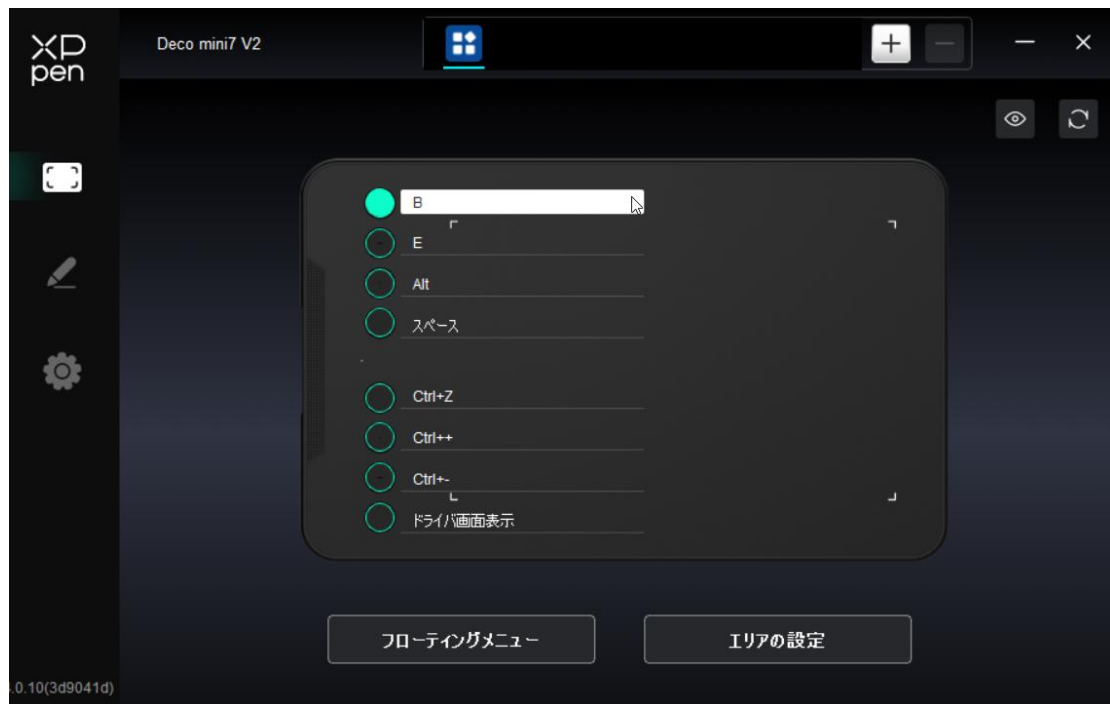 XP
pen
Deco mini7 V2
B
E
Alt
スペース
Ctrl+Z
Ctrl++
Ctrl+-
ドライバ画面表示
フローティングメニュー
エリアの設定
.0.10(3d9041d)